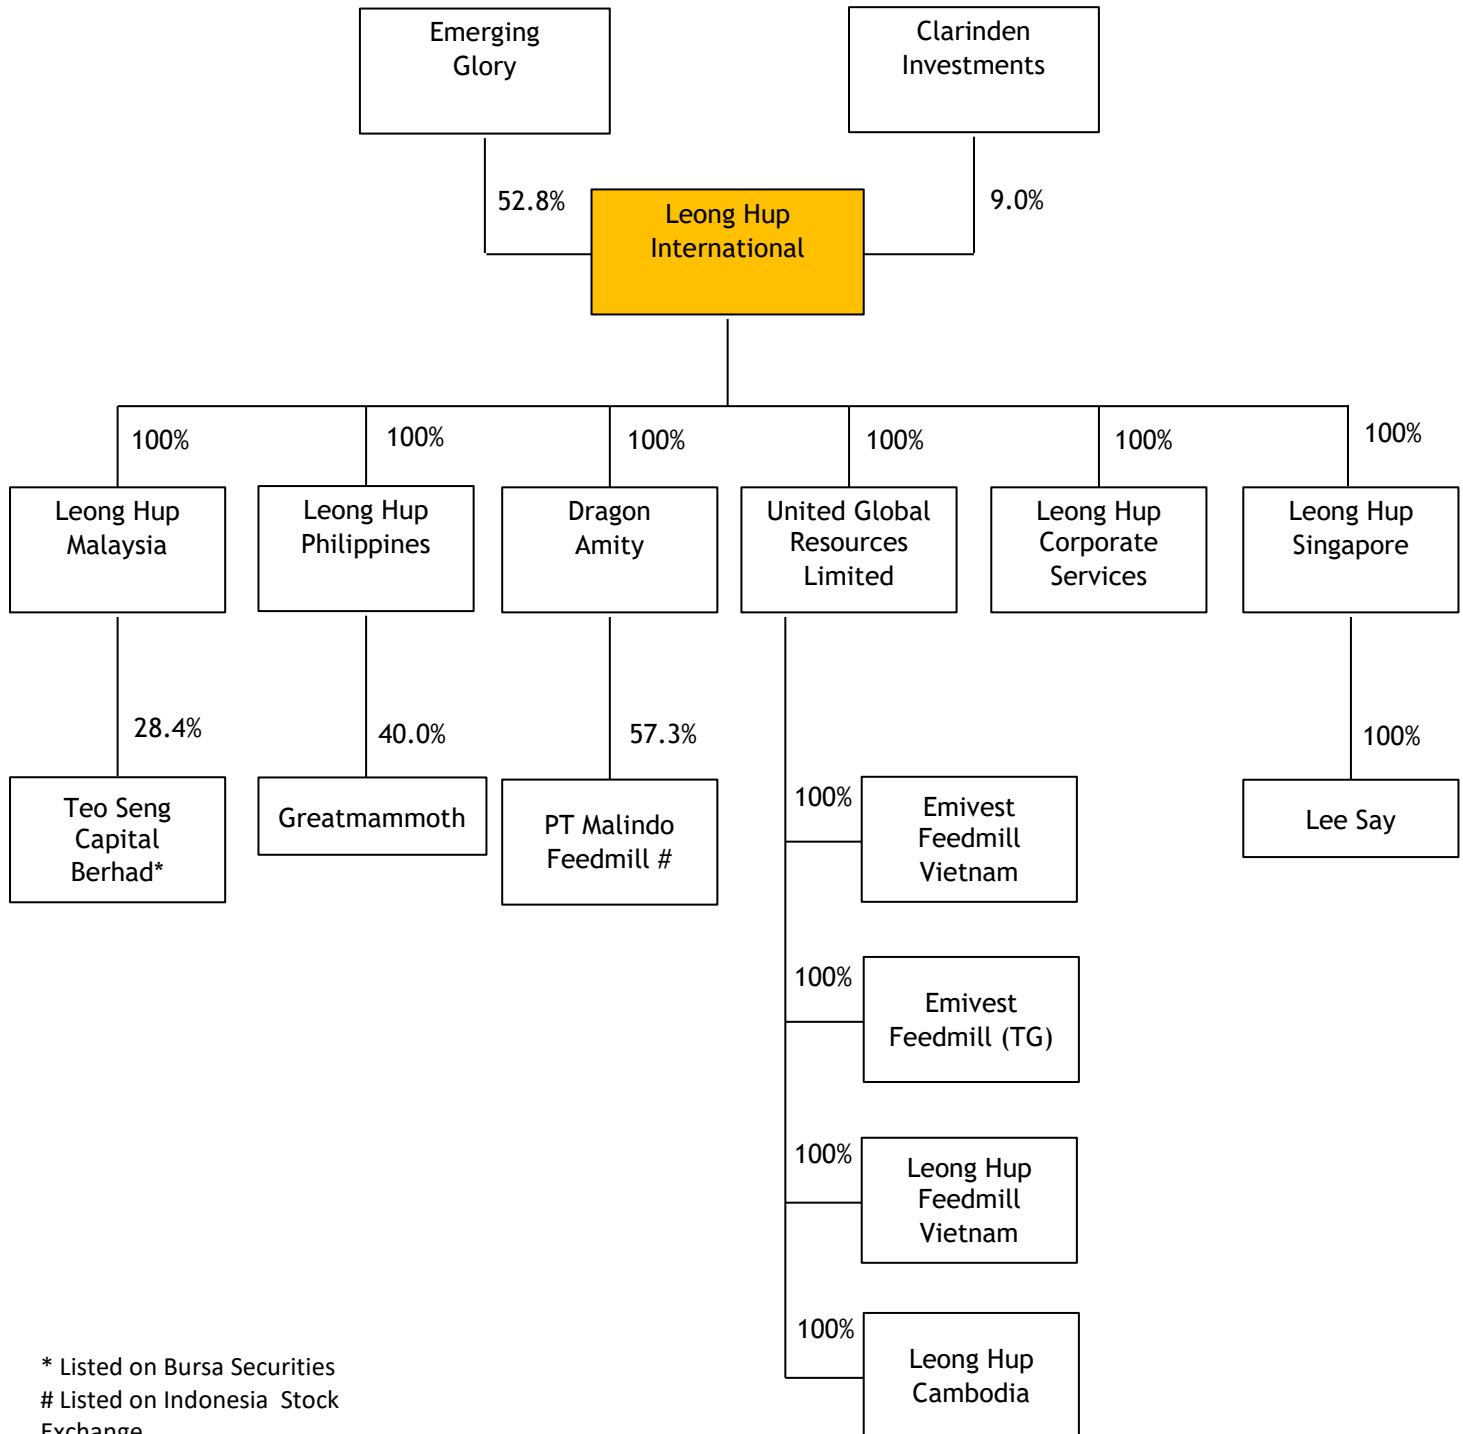 Emerging
Glory
Clarinden
Investments
52.8%
9.0%
Leong Hup
International
100%
100%
100%
100%
100%
100%
Leong Hup
Malaysia
Leong Hup
Philippines
Dragon
Amity
United Global
Resources
Limited
Leong Hup
Corporate
Services
Leong Hup
Singapore
28.4%
40.0%
57.3%
100%
Teo Seng
Capital
Berhad*
Greatmammoth
PT Malindo
Feedmill #
100%
Emivest
Feedmill
Vietnam
Lee Say
100%
Emivest
Feedmill (TG)
100%
Leong Hup
Feedmill
Vietnam
100%
Leong Hup
Cambodia
* Listed on Bursa Securities
# Listed on Indonesia Stock
Exchange